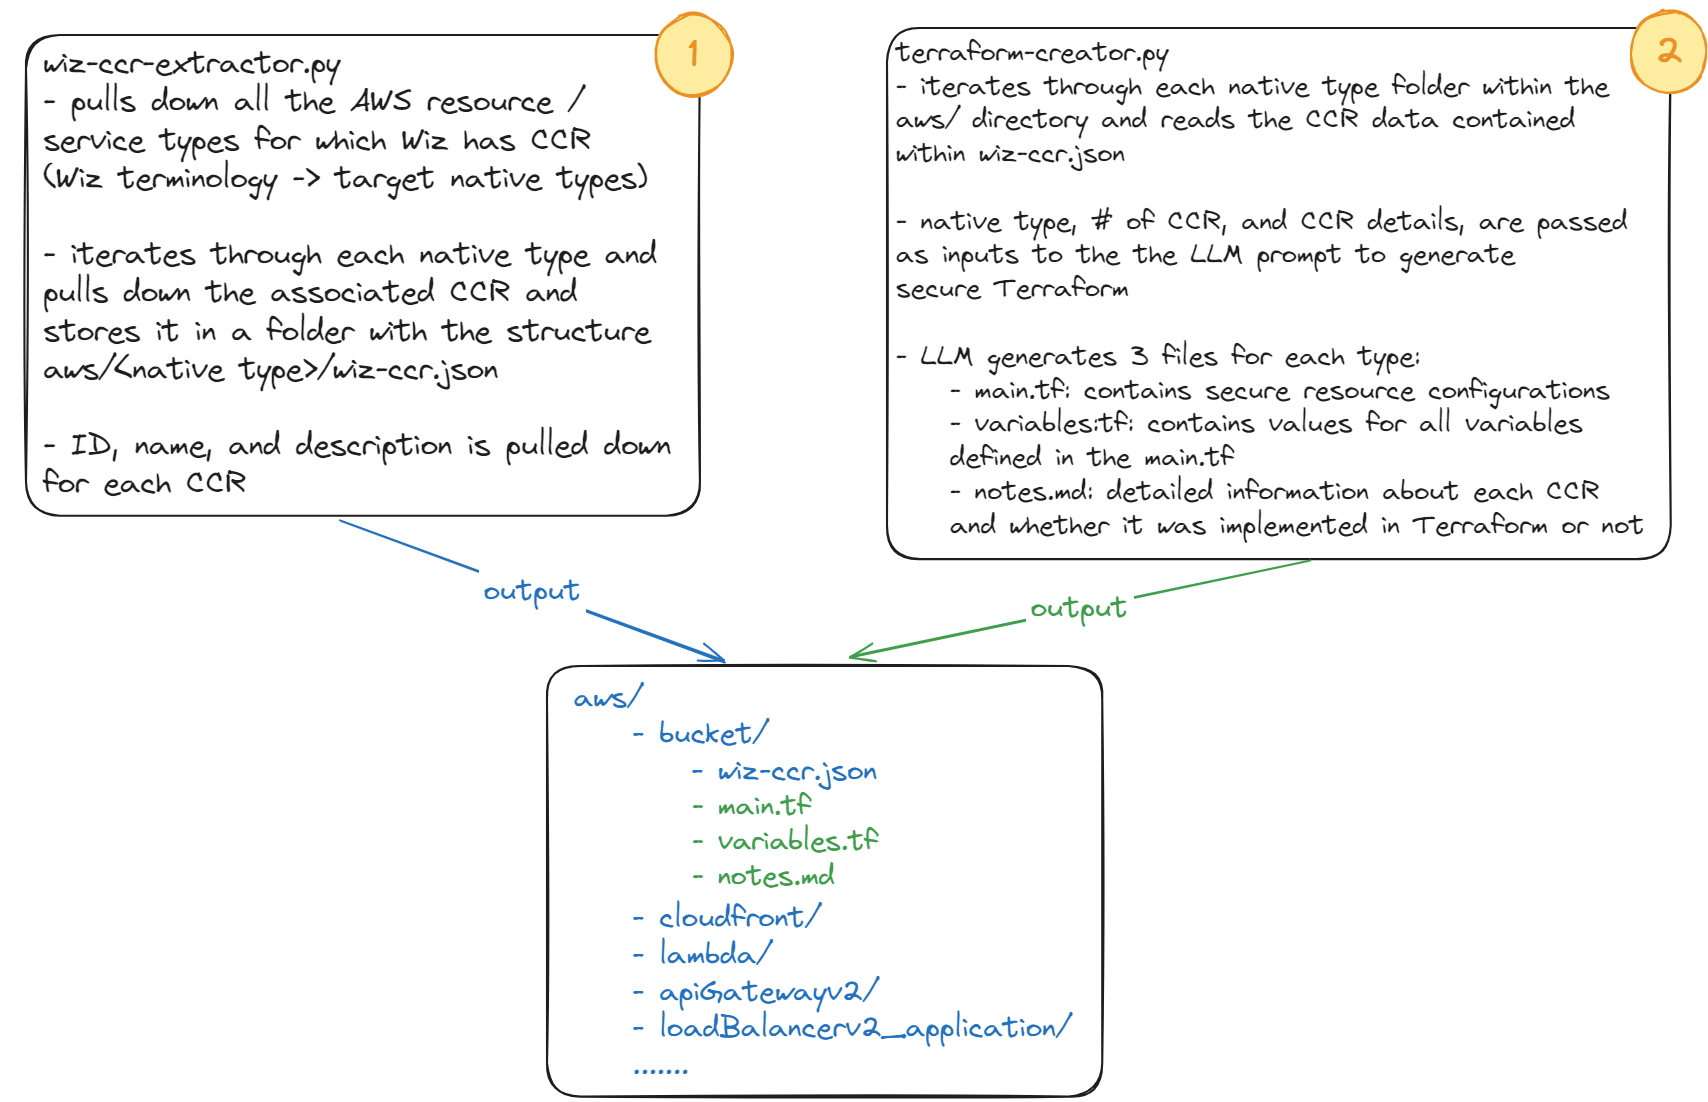 1
wiz-ccr-extractor.py
- pulls down all the AWS resource /
service types for which Wiz has CCR
(Wiz terminology -> target native types)
- iterates through each native type and
pulls down the associated CCR and
stores it in a folder with the structure
aws/<native type>/wiz-ccr.json
- ID, name, and description is pulled down
for each CCR
2
terraform-creator.py
- iterates through each native type folder within the
aws/ directory and reads the CCR data contained
within wiz-ccr.json
- native type, # of CCR, and CCR details, are passed
as inputs to the the LLM prompt to generate
secure Terraform
- LLM generates 3 files for each type:
- main.tf: contains secure resource configurations
- variables:tf: contains values for all variables
defined in the main.tf
- notes.md: detailed information about each CCR
and whether it was implemented in Terraform or not
output
output
aws/
- bucket/
- wiz-ccr.json
- main.tf
- variables.tf
- notes.md
- cloudfront/
- lambda/
- apiGatewayv2/
- loadBalancerv2_application/
.......